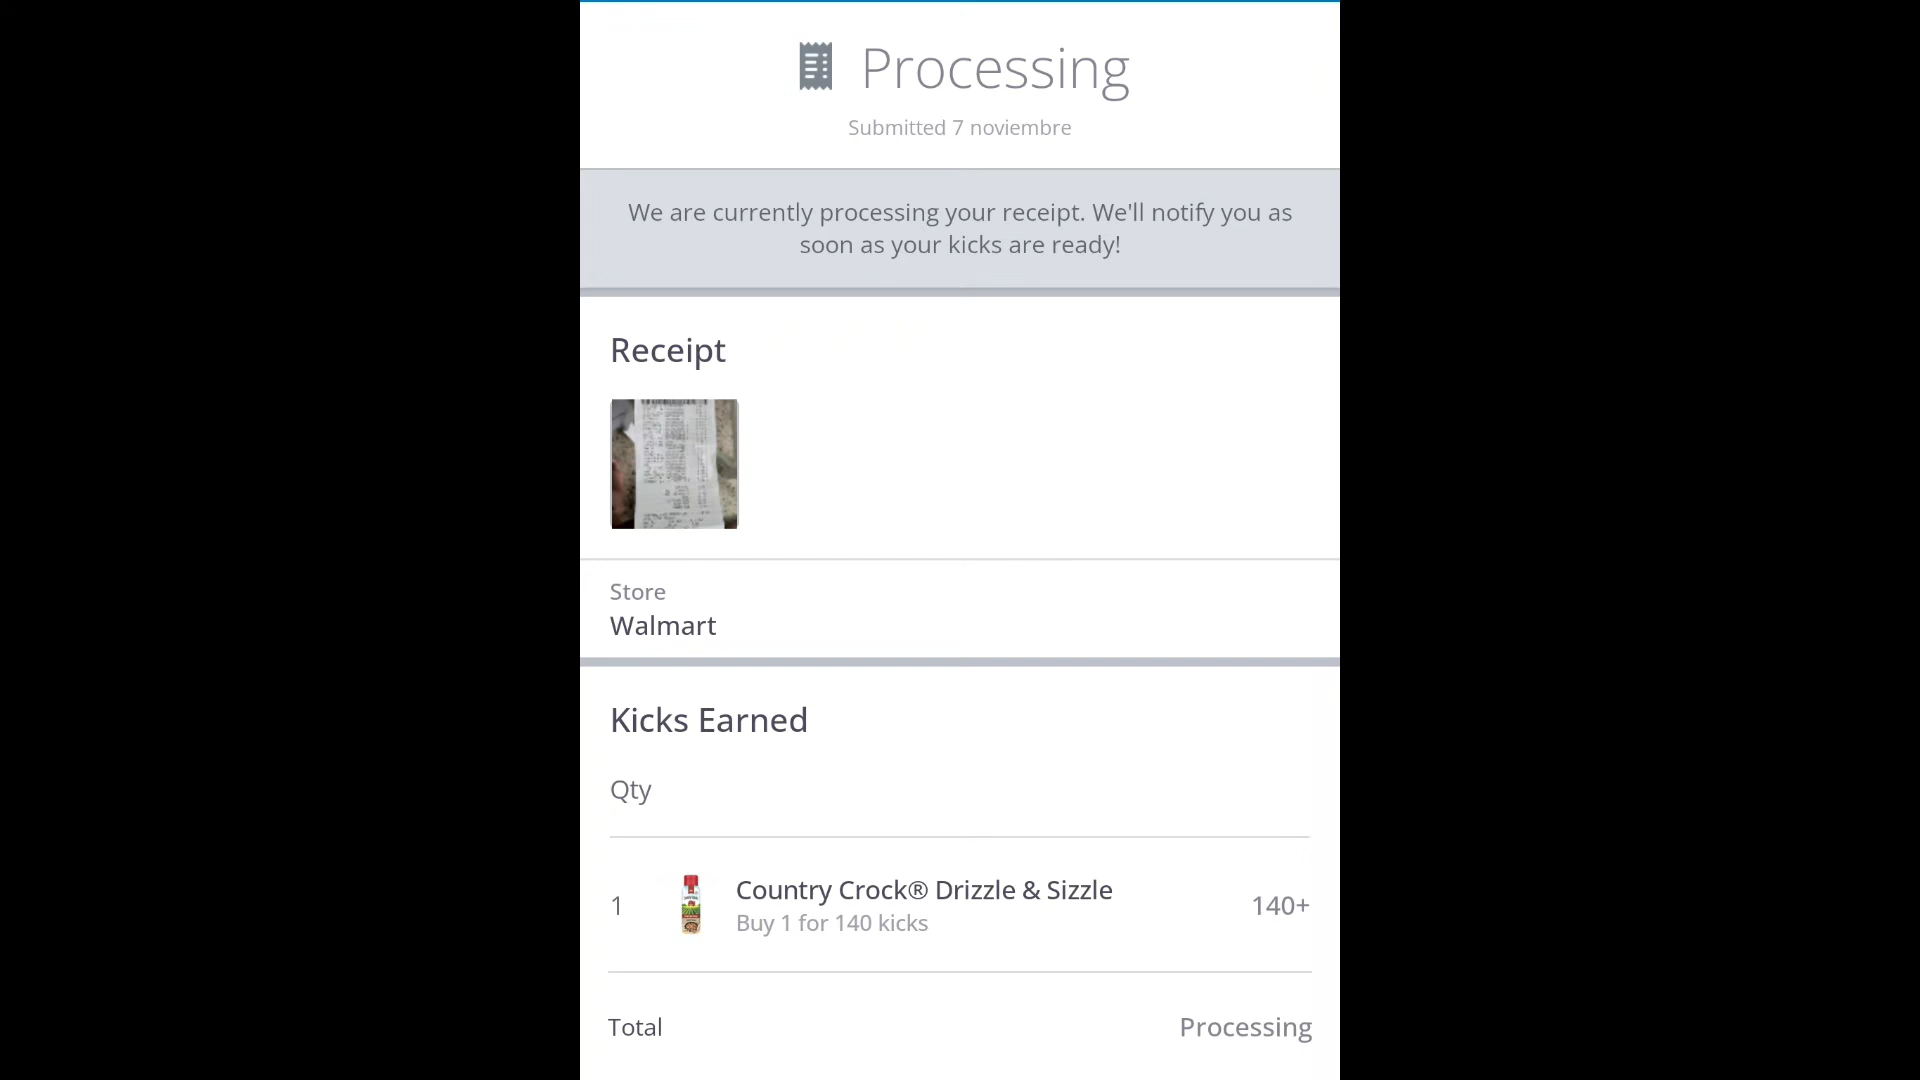 Processing
Submitted 7 noviembre
We are currently processing your receipt. We'll notify you as
soon as your kicks are ready!
Receipt
Store
Walmart
Kicks Earned
Qty
1
Country Crock® Drizzle & Sizzle
Buy 1 for 140 kicks
140+
Total
Processing